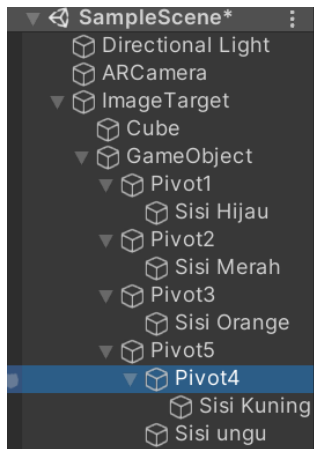 SampleScene*
Directional Light
ARCamera
ImageTarget
Cube
GameObject
Pivot1
Sisi Hijau
Pivot2
Sisi Merah
Pivot3
Sisi Orange
Pivot5
Pivot4
Sisi Kuning
Sisi ungu